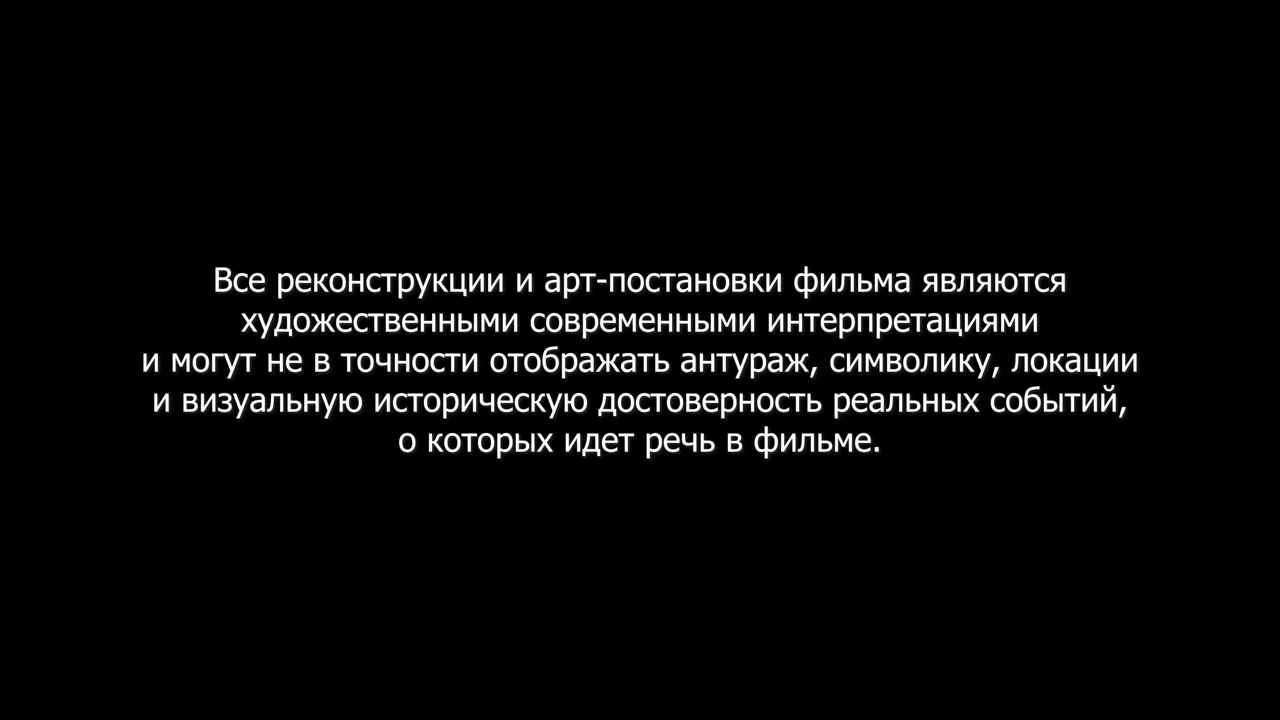 Все реконструкции и арт-постановки фильма являются
художественными современными интерпретациями
и могут не в точности отображать антураж, символику, локации
и визуальную историческую достоверность реальных событий,
о которых идет речь в фильме.